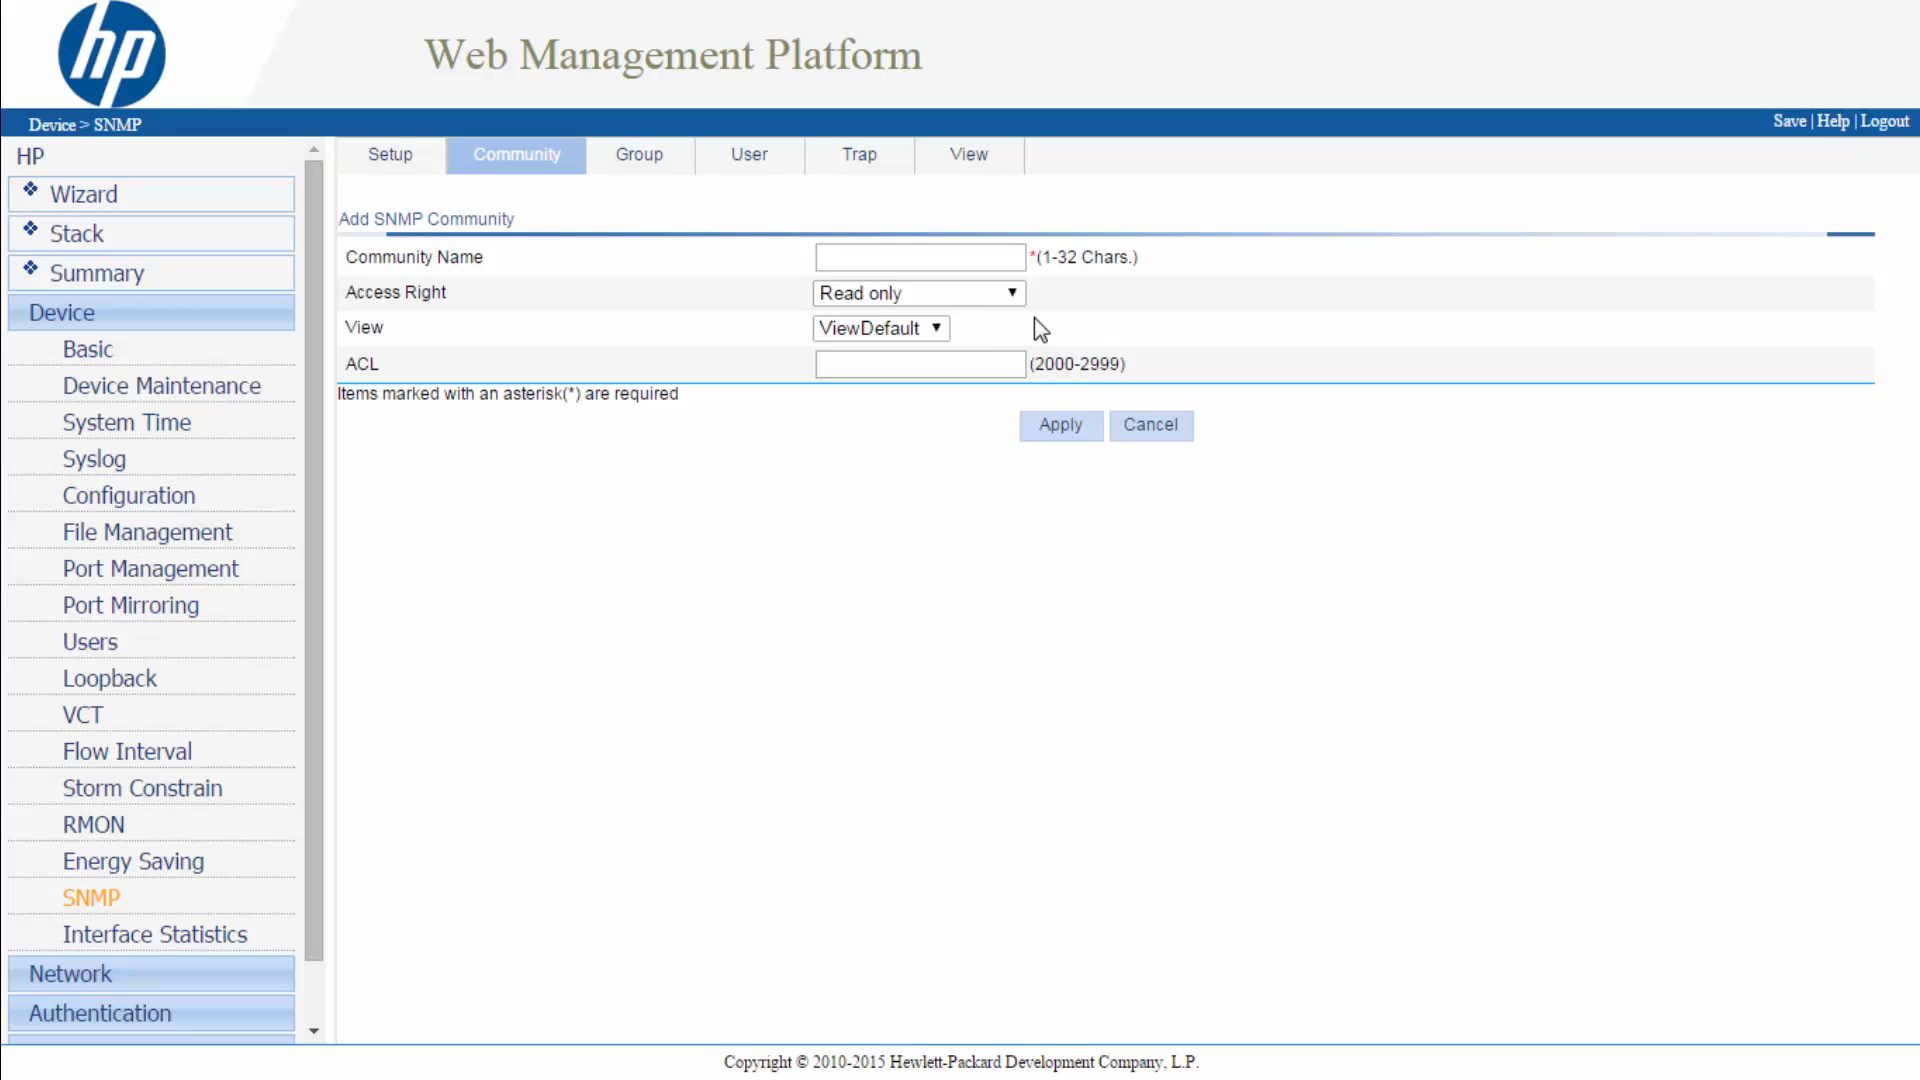 hp
Web Management Platform
Device > SNMP
Save | Help | Logout
HP
Wizard
Stack
Summary
Device
Basic
Device Maintenance
System Time
Syslog
Configuration
File Management
Port Management
Port Mirroring
Users
Loopback
VCT
Flow Interval
Storm Constrain
RMON
Energy Saving
SNMP
Interface Statistics
Network
Authentication
Setup Community Group User Trap View
Add SNMP Community
Community Name *(1-32 Chars.)
Access Right Read only
View ViewDefault
ACL (2000-2999)
Items marked with an asterisk(*) are required
Apply Cancel
Copyright © 2010-2015 Hewlett-Packard Development Company, L.P.